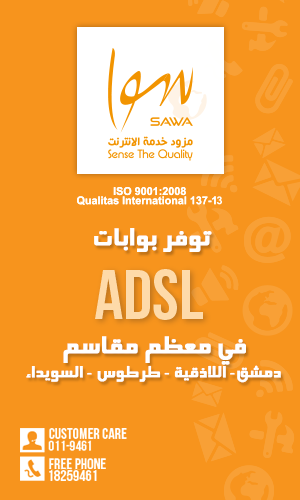 سوا
SAWA
مزود خدمة الانترنت
Sense The Quality
ISO 9001:2008
Qualitas International 137-13
توفر بوابات
ADSL
في معظم مقاسم
دمشق- اللاذقية - طرطوس - السويداء
CUSTOMER CARE
011-9461
FREE PHONE
18259461